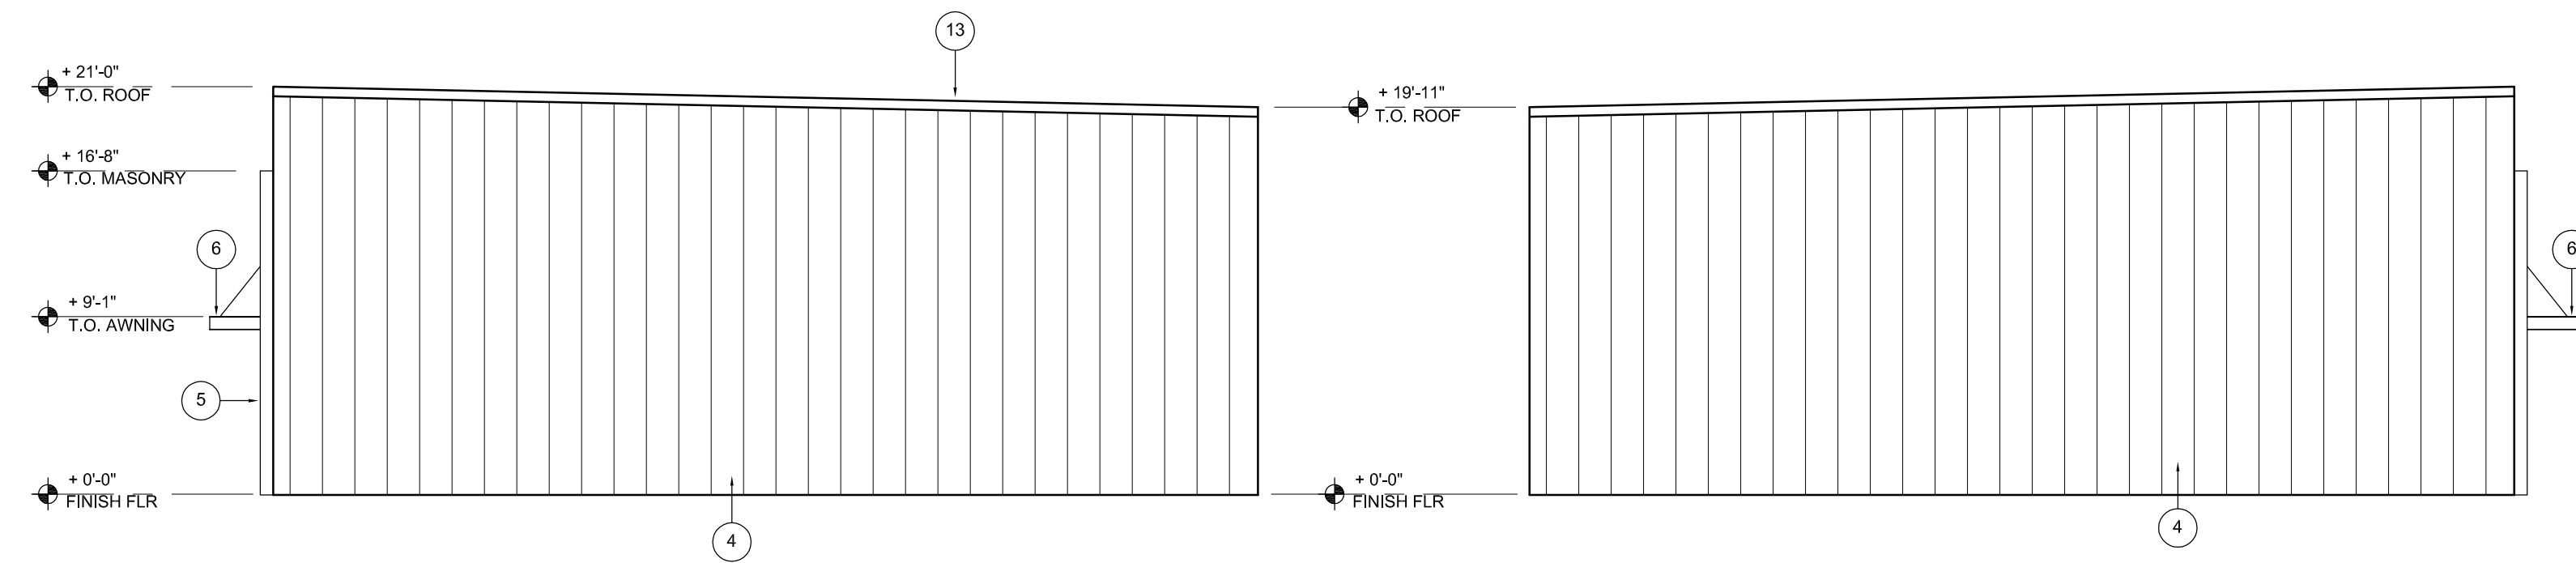 13
+ 21'-0"
T.O. ROOF
+ 19'-11"
T.O. ROOF
+ 16'-8"
T.O. MASONRY
6
6
+ 9'-1"
T.O. AWNING
5
+ 0'-0"
FINISH FLR
+ 0'-0"
FINISH FLR
4
4